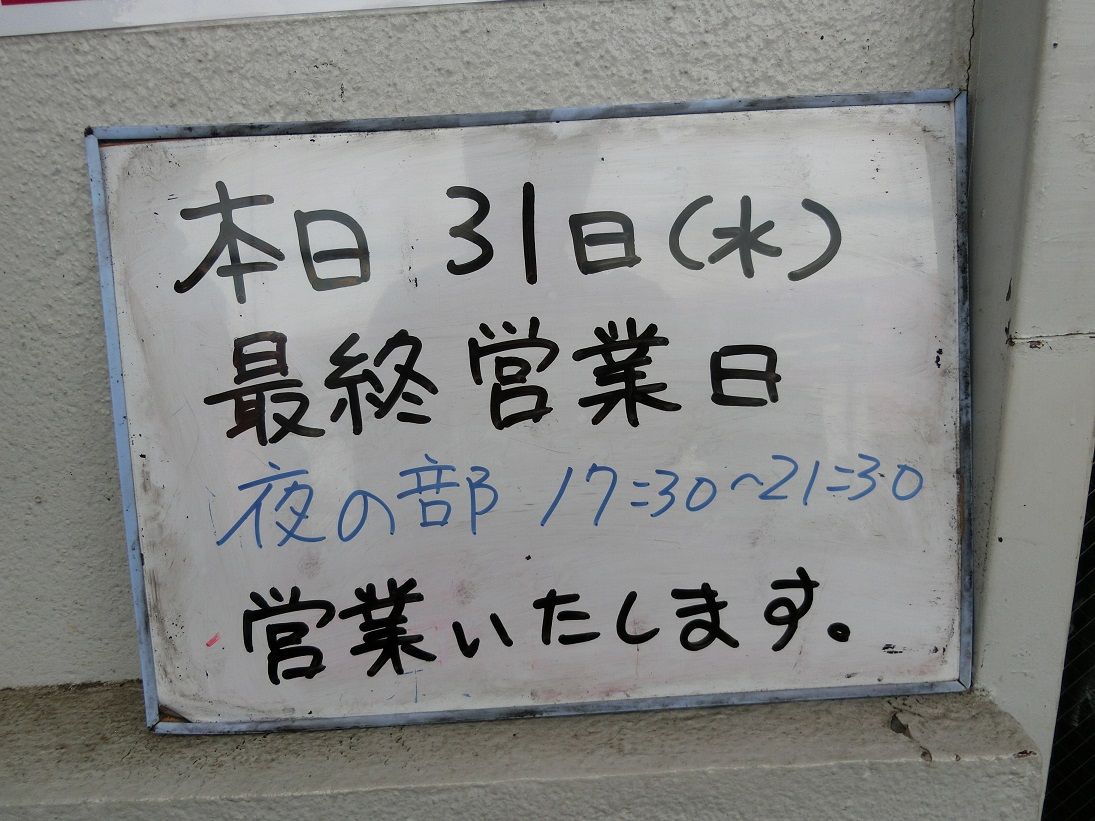 本日 31日(水)
最終営業日
夜の部 17:30~21:30
営業いたします。